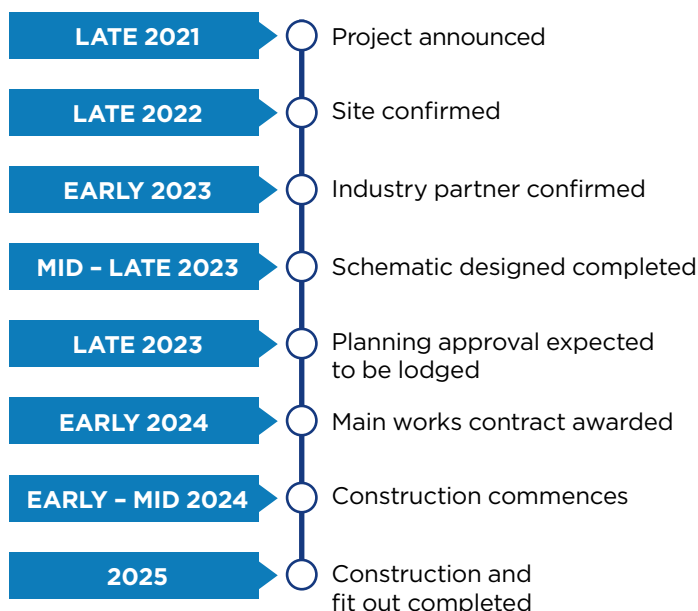 LATE 2021
Project announced
LATE 2022
Site confirmed
EARLY 2023
Industry partner confirmed
MID – LATE 2023
Schematic designed completed
LATE 2023
Planning approval expected
to be lodged
EARLY 2024
Main works contract awarded
EARLY – MID 2024
Construction commences
2025
Construction and
fit out completed